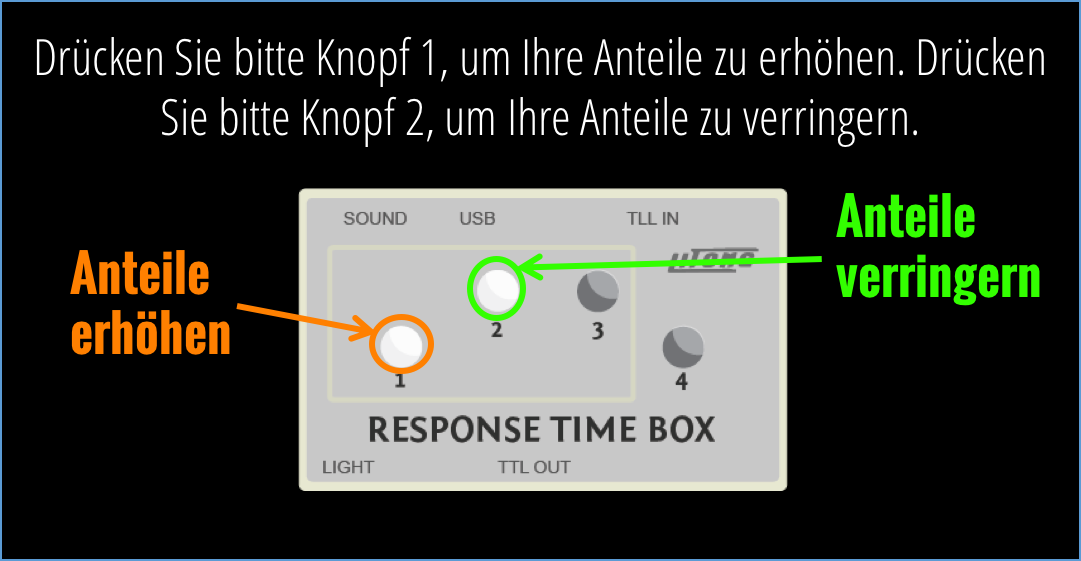 Drücken Sie bitte Knopf 1, um Ihre Anteile zu erhöhen. Drücken
Sie bitte Knopf 2, um Ihre Anteile zu verringern.
SOUND USB TLL IN
Anteile
verringern
Anteile
erhöhen
2
3
1
4
RESPONSE TIME BOX
LIGHT TTL OUT